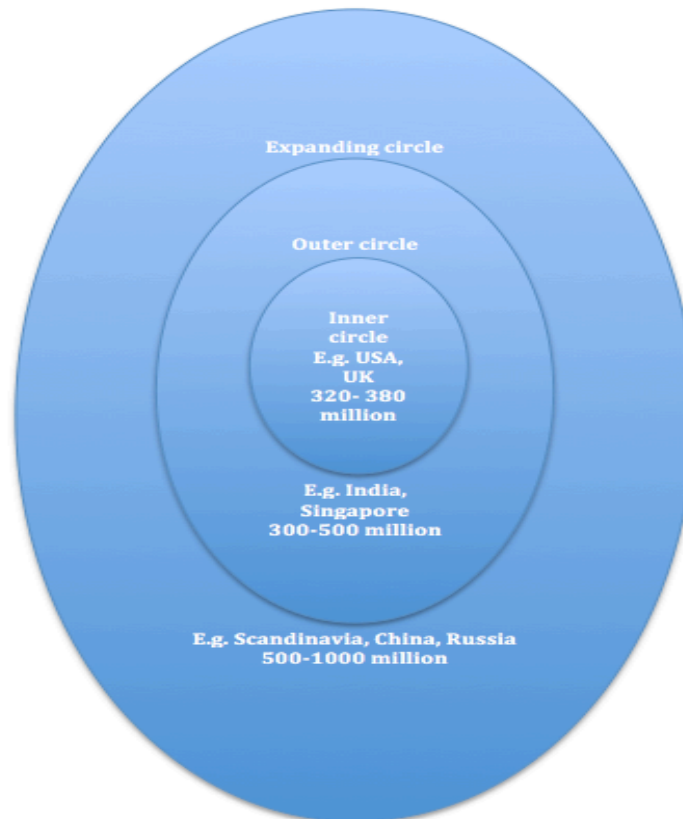 Expanding circle
Outer circle
Inner
circle
E.g. USA,
UK
320- 380
million
E.g. India,
Singapore
300-500 million
E.g. Scandinavia, China, Russia
500-1000 million